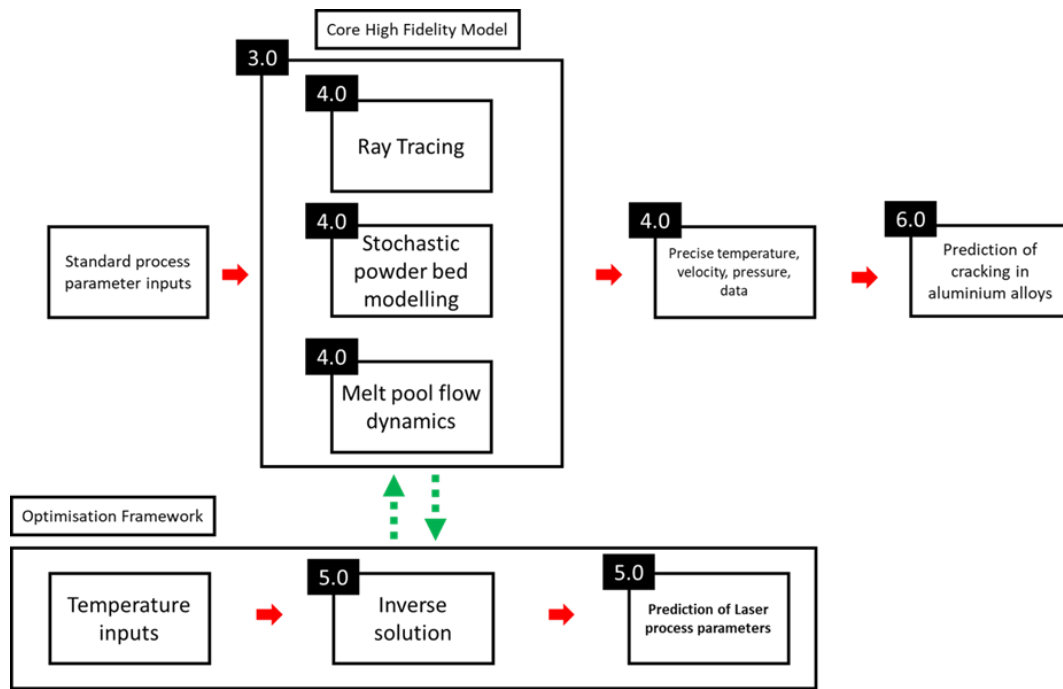 Core High Fidelity Model
3.0
4.0
Ray Tracing
4.0
Stochastic
powder bed
modelling
4.0
Melt pool flow
dynamics
Standard process
parameter inputs
4.0
Precise temperature,
velocity, pressure,
data
6.0
Prediction of
cracking in
aluminium alloys
Optimisation Framework
Temperature
inputs
5.0
Inverse
solution
5.0
Prediction of Laser
process parameters